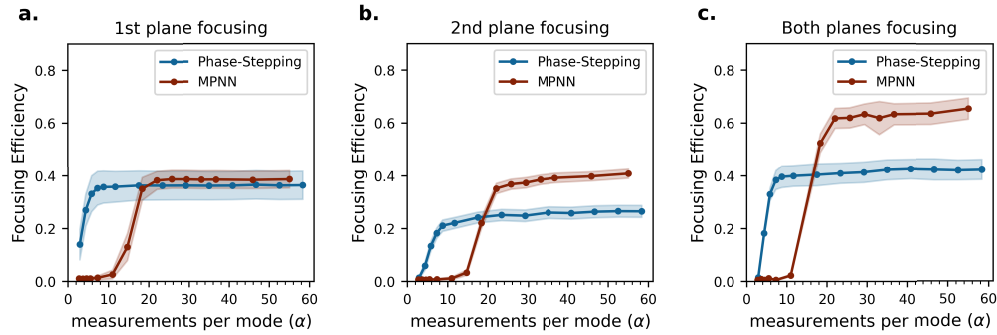 a.
1st plane focusing
Focusing Efficiency
0.8
0.6
0.4
0.2
0.0
Phase-Stepping
MPNN
0 10 20 30 40 50 60
measurements per mode (α)
b.
2nd plane focusing
Focusing Efficiency
0.8
0.6
0.4
0.2
0.0
Phase-Stepping
MPNN
0 10 20 30 40 50 60
measurements per mode (α)
c.
Both planes focusing
Focusing Efficiency
0.8
0.6
0.4
0.2
0.0
Phase-Stepping
MPNN
0 10 20 30 40 50 60
measurements per mode (α)